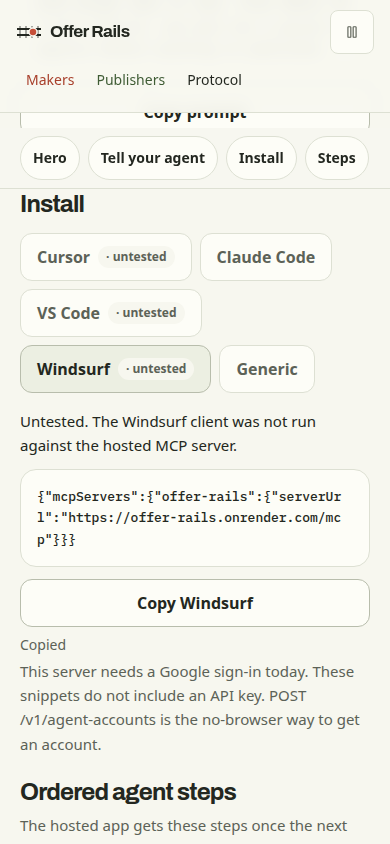 Offer Rails
Makers Publishers Protocol
Copy prompt
Hero Tell your agent Install Steps
Install
Cursor · untested Claude Code
VS Code · untested
Windsurf · untested Generic
Untested. The Windsurf client was not run
against the hosted MCP server.
{"mcpServers":{"offer-rails":{"serverUr
l":"https://offer-rails.onrender.com/mc
p"}}}
Copy Windsurf
Copied
This server needs a Google sign-in today. These
snippets do not include an API key. POST
/v1/agent-accounts is the no-browser way to get
an account.
Ordered agent steps
The hosted app gets these steps once the next